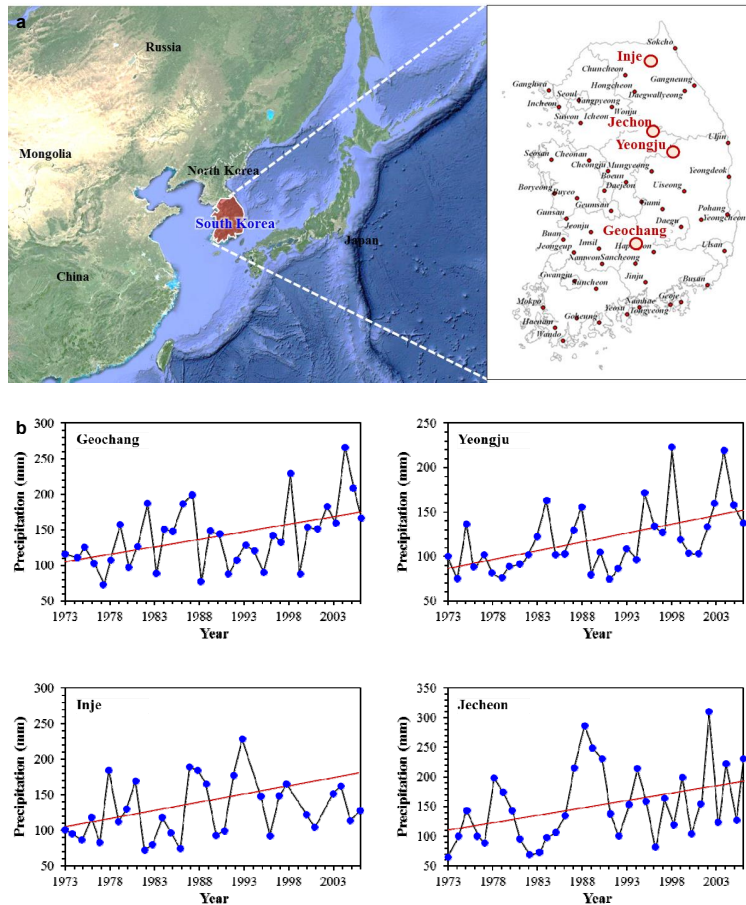 a
Russia
Mongolia
North Korea
South Korea
Japan
China
Sokcho
Inje
Chuncheon
Gangneung
Hongcheon
Ganghwa
Daegwallyeong
Seoul
Yangpyeong
Incheon
Wonju
Suwon
Icheon
Jechon
Yeongju
Uljin
Seosan
Cheonan
Cheongju
Mungyeong
Yeongdeok
Boeun
Daejeon
Uiseong
Boryeong
Buyeo
Geumsan
Gumi
Pohang
Gunsan
Yeongcheon
Daegu
Jeonju
Geochang
Buan
Ulsan
Jeongeup
Imsil
Namwon
Sancheong
Gwangju
Jinju
Busan
Suncheon
Mokpo
Namhae
Geoje
Yeosu
Tongyeong
Goheung
Haenam
Wando
b
Geochang
Precipitation (mm)
300
250
200
150
100
50
1973 1978 1983 1988 1993 1998 2003
Year
Yeongju
Precipitation (mm)
250
200
150
100
50
1973 1978 1983 1988 1993 1998 2003
Year
Inje
Precipitation (mm)
300
250
200
150
100
50
1973 1978 1983 1988 1993 1998 2003
Year
Jecheon
Precipitation (mm)
350
300
250
200
150
100
50
1973 1978 1983 1988 1993 1998 2003
Year